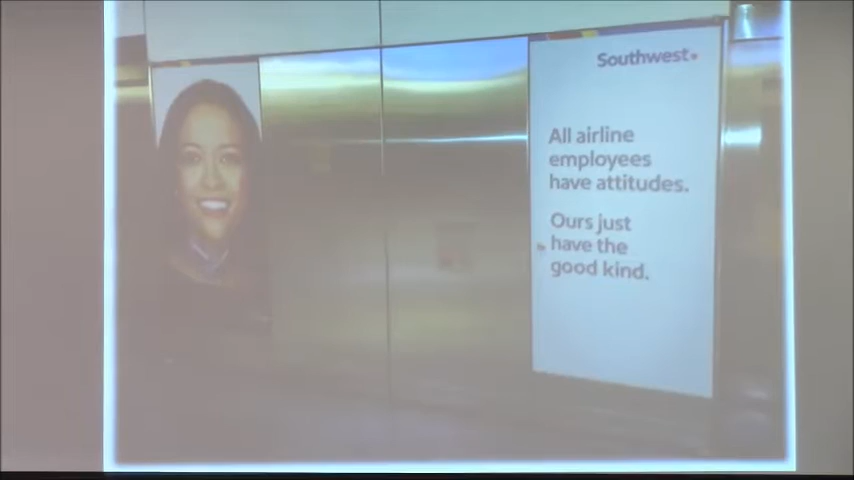 Southwest
All airline
employees
have attitudes.
Ours just
have the
good kind.